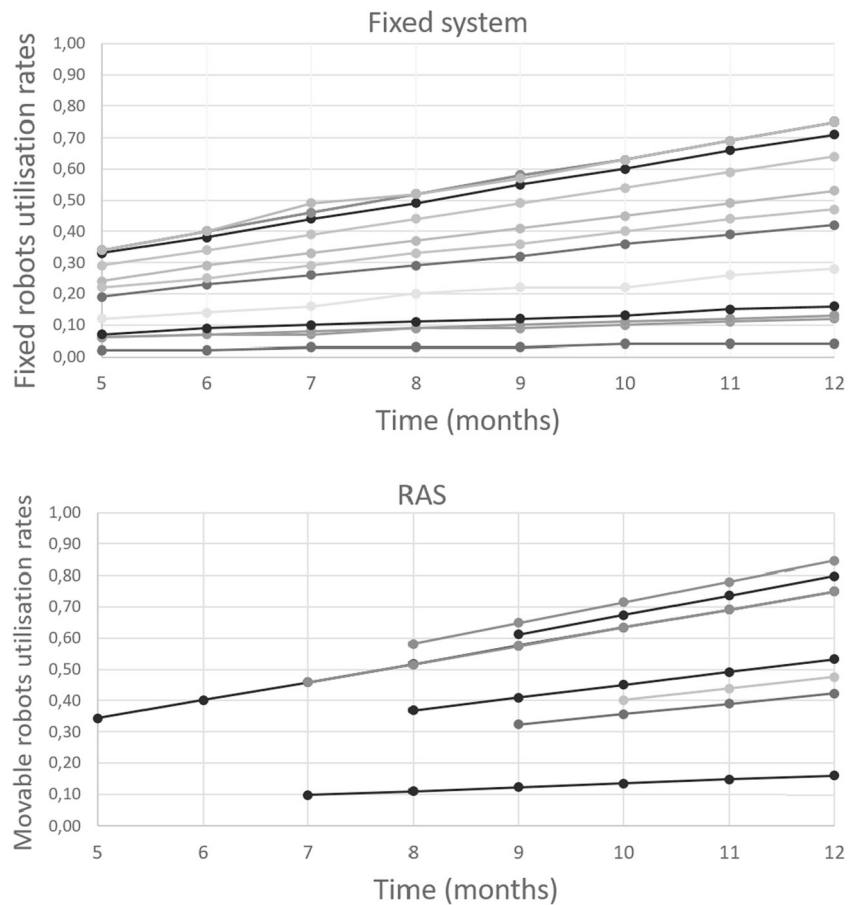 Fixed system
Fixed robots utilisation rates
1,00
0,90
0,80
0,70
0,60
0,50
0,40
0,30
0,20
0,10
0,00
5 6 7 8 9 10 11 12
Time (months)
RAS
Movable robots utilisation rates
1,00
0,90
0,80
0,70
0,60
0,50
0,40
0,30
0,20
0,10
0,00
5 6 7 8 9 10 11 12
Time (months)